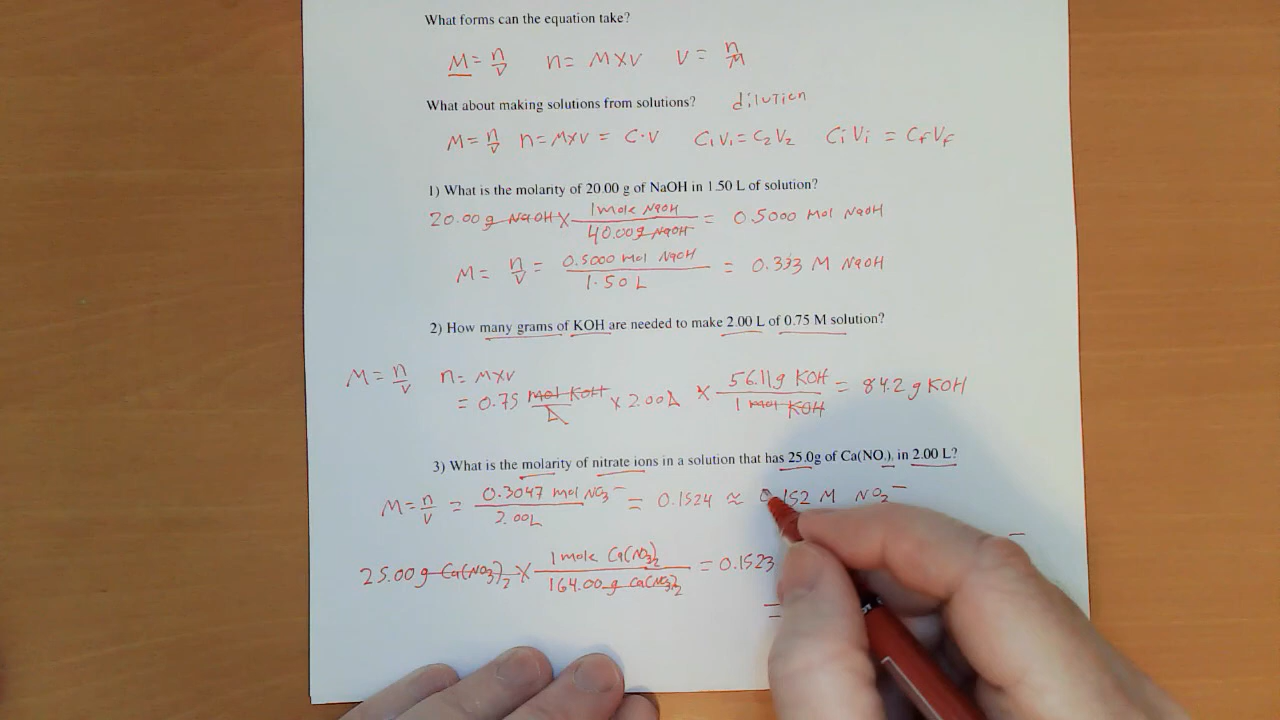 What forms can the equation take?
M = n/V n = M×V V = n/M
What about making solutions from solutions? dilution
M = n/V n = M×V = C·V C₁V₁ = C₂V₂ CᵢVᵢ = C_fV_f
1) What is the molarity of 20.00 g of NaOH in 1.50 L of solution?
20.00 g NaOH × 1 mole NaOH / 40.00 g NaOH = 0.5000 mol NaOH
M = n/V = 0.5000 mol NaOH / 1.50 L = 0.333 M NaOH
2) How many grams of KOH are needed to make 2.00 L of 0.75 M solution?
M = n/V n = M×V
= 0.75 mol KOH / L × 2.00 L × 56.11 g KOH / 1 mol KOH = 84.2 g KOH
3) What is the molarity of nitrate ions in a solution that has 25.0g of Ca(NO₃)₂ in 2.00 L?
M = n/V = 0.3047 mol NO₃⁻ / 2.00 L = 0.1524 ≈ 0.152 M NO₃⁻
25.00 g Ca(NO₃)₂ × 1 mole Ca(NO₃)₂ / 164.00 g Ca(NO₃)₂ = 0.1523
=